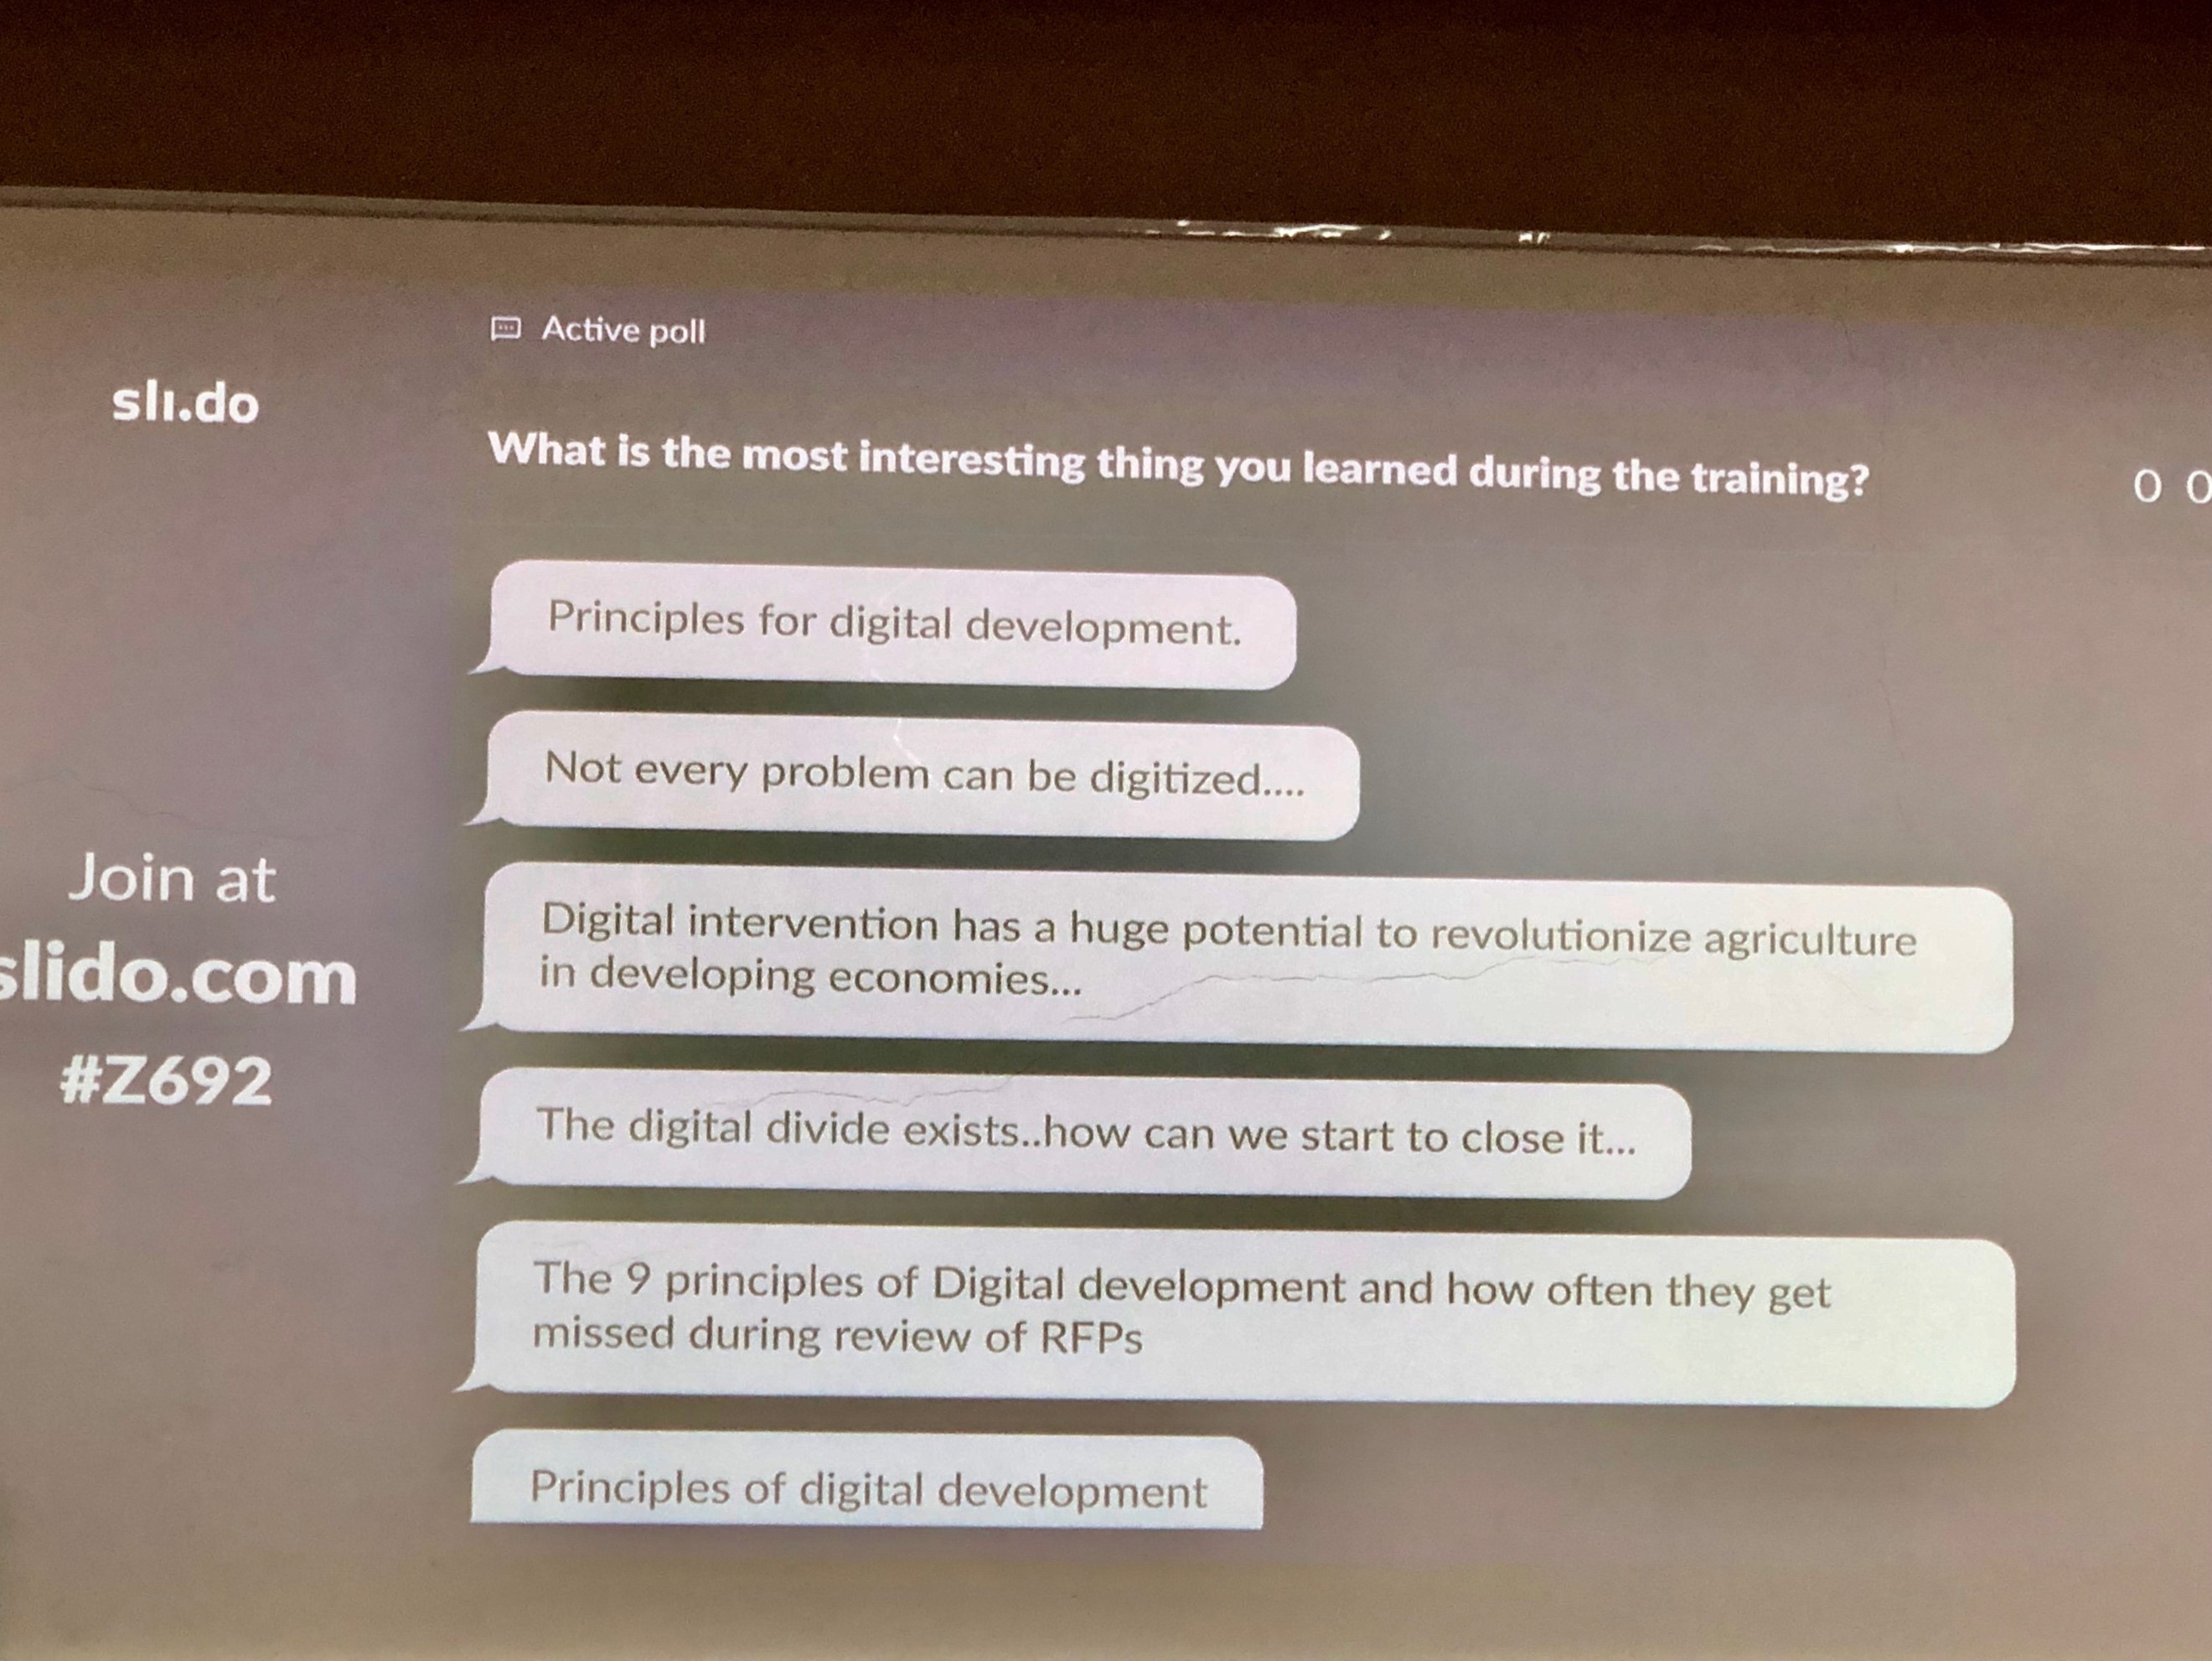 Active poll
slı.do
What is the most interesting thing you learned during the training?
0 0
Principles for digital development.
Not every problem can be digitized....
Digital intervention has a huge potential to revolutionize agriculture
in developing economies...
Join at
slido.com
#Z692
The digital divide exists..how can we start to close it...
The 9 principles of Digital development and how often they get
missed during review of RFPs
Principles of digital development